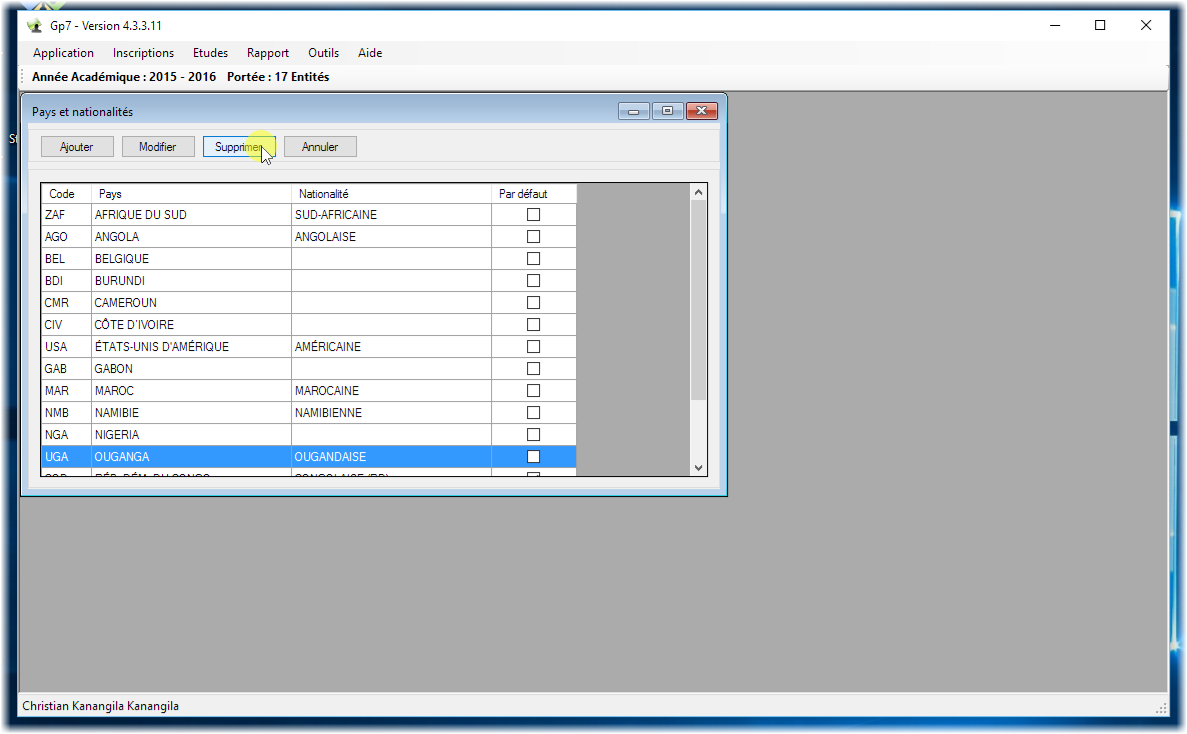 Gp7 - Version 4.3.3.11
Application Inscriptions Etudes Rapport Outils Aide
Année Académique : 2015 - 2016 Portée : 17 Entités
Pays et nationalités
Ajouter Modifier Supprimer Annuler
Code Pays Nationalité Par défaut
ZAF AFRIQUE DU SUD SUD-AFRICAINE
AGO ANGOLA ANGOLAISE
BEL BELGIQUE
BDI BURUNDI
CMR CAMEROUN
CIV CÔTE D'IVOIRE
USA ÉTATS-UNIS D'AMÉRIQUE AMÉRICAINE
GAB GABON
MAR MAROC MAROCAINE
NMB NAMIBIE NAMIBIENNE
NGA NIGERIA
UGA OUGANGA OUGANDAISE
Christian Kanangila Kanangila